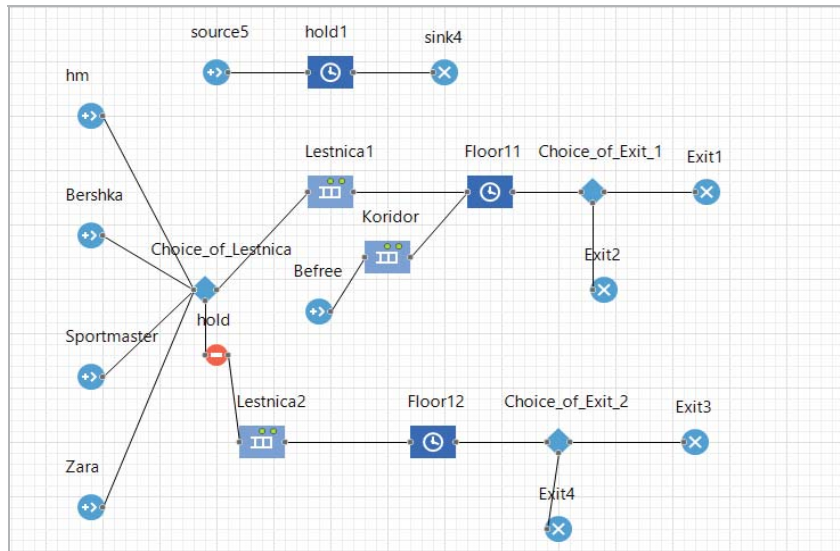 source5
hold1
sink4
hm
Lestnica1
Floor11
Choice_of_Exit_1
Exit1
Bershka
Koridor
Choice_of_Lestnica
Exit2
Befree
hold
Sportmaster
Lestnica2
Floor12
Choice_of_Exit_2
Exit3
Zara
Exit4